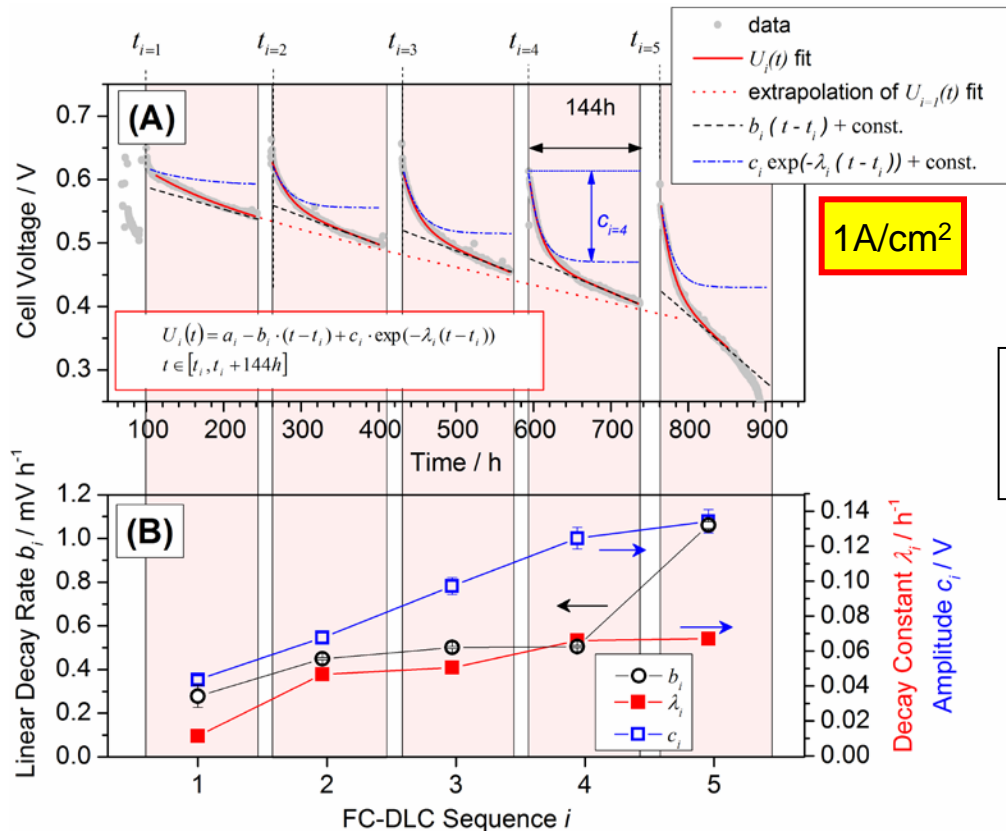 t_{i=1} t_{i=2} t_{i=3} t_{i=4} t_{i=5}
data
U_i(t) fit
extrapolation of U_{i=1}(t) fit
b_i (t - t_i) + const.
c_i exp(-λ_i (t - t_i)) + const.
(A)
144h
c_{i=4}
1A/cm²
U_i(t) = a_i − b_i · (t − t_i) + c_i · exp(−λ_i (t − t_i))
t ∈ [t_i, t_i + 144h]
Cell Voltage / V
0.7
0.6
0.5
0.4
0.3
100 200 300 400 500 600 700 800 900
Time / h
(B)
Linear Decay Rate b_i / mV h⁻¹
1.2
1.0
0.8
0.6
0.4
0.2
0.0
0.14
0.12
0.10
0.08
0.06
0.04
0.02
0.00
Decay Constant λ_i / h⁻¹
Amplitude c_i / V
b_i
λ_i
c_i
1 2 3 4 5
FC-DLC Sequence i